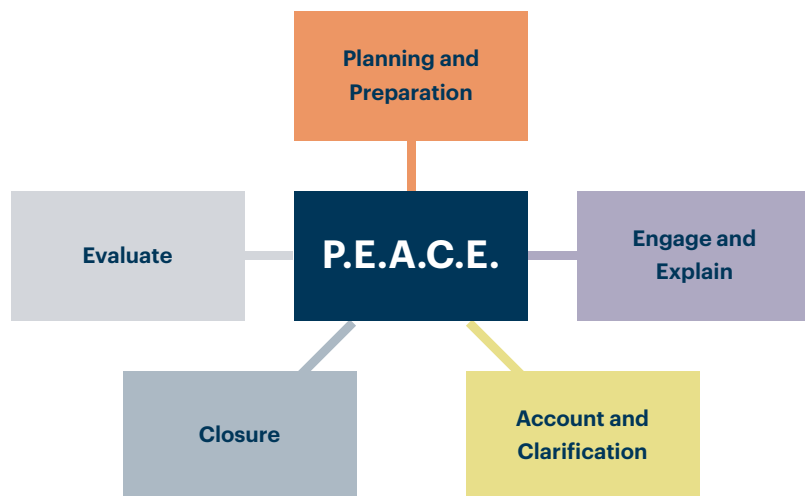 Planning and
Preparation
Evaluate
P.E.A.C.E.
Engage and
Explain
Closure
Account and
Clarification